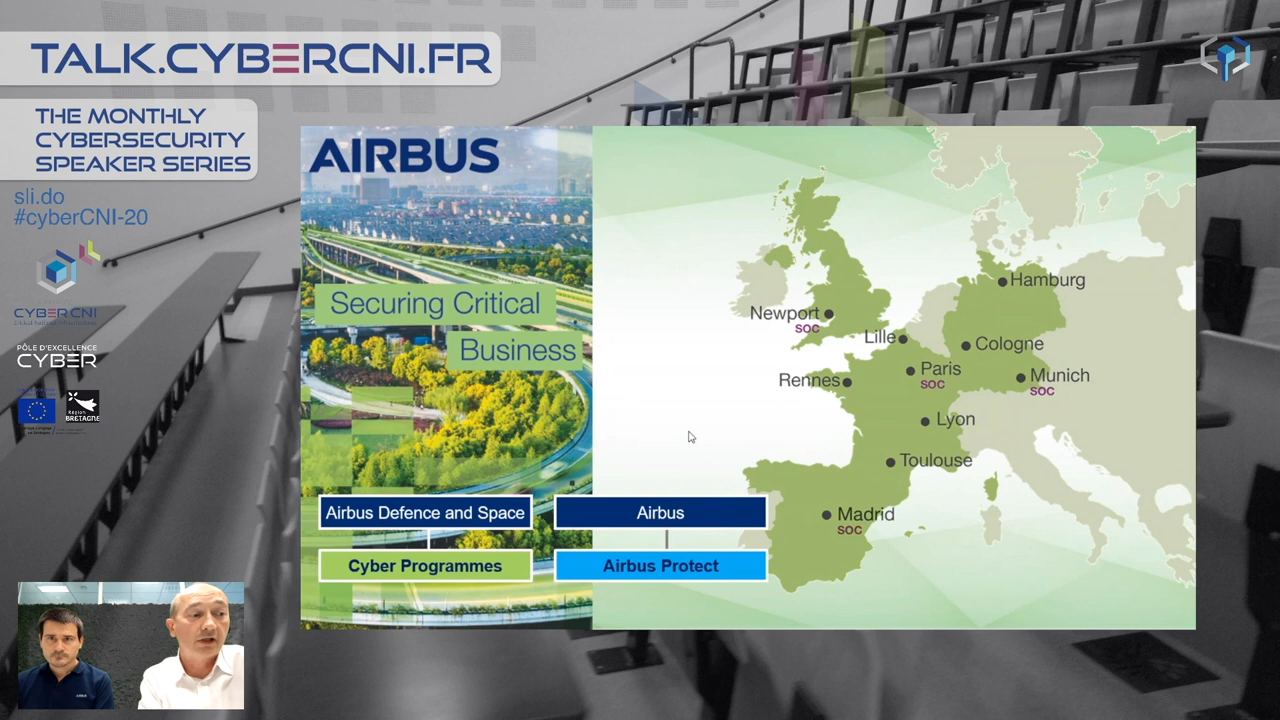 TALK.CYBERCNI.FR
THE MONTHLY
CYBERSECURITY
SPEAKER SERIES
sli.do
#cyberCNI-20
CYBERCNI
PÔLE D'EXCELLENCE
CYBER
Région
BRETAGNE
AIRBUS
Securing Critical
Business
Airbus Defence and Space
Airbus
Cyber Programmes
Airbus Protect
Hamburg
Newport
SOC
Lille
Cologne
Paris
SOC
Munich
SOC
Rennes
Lyon
Toulouse
Madrid
SOC
AIRBUS